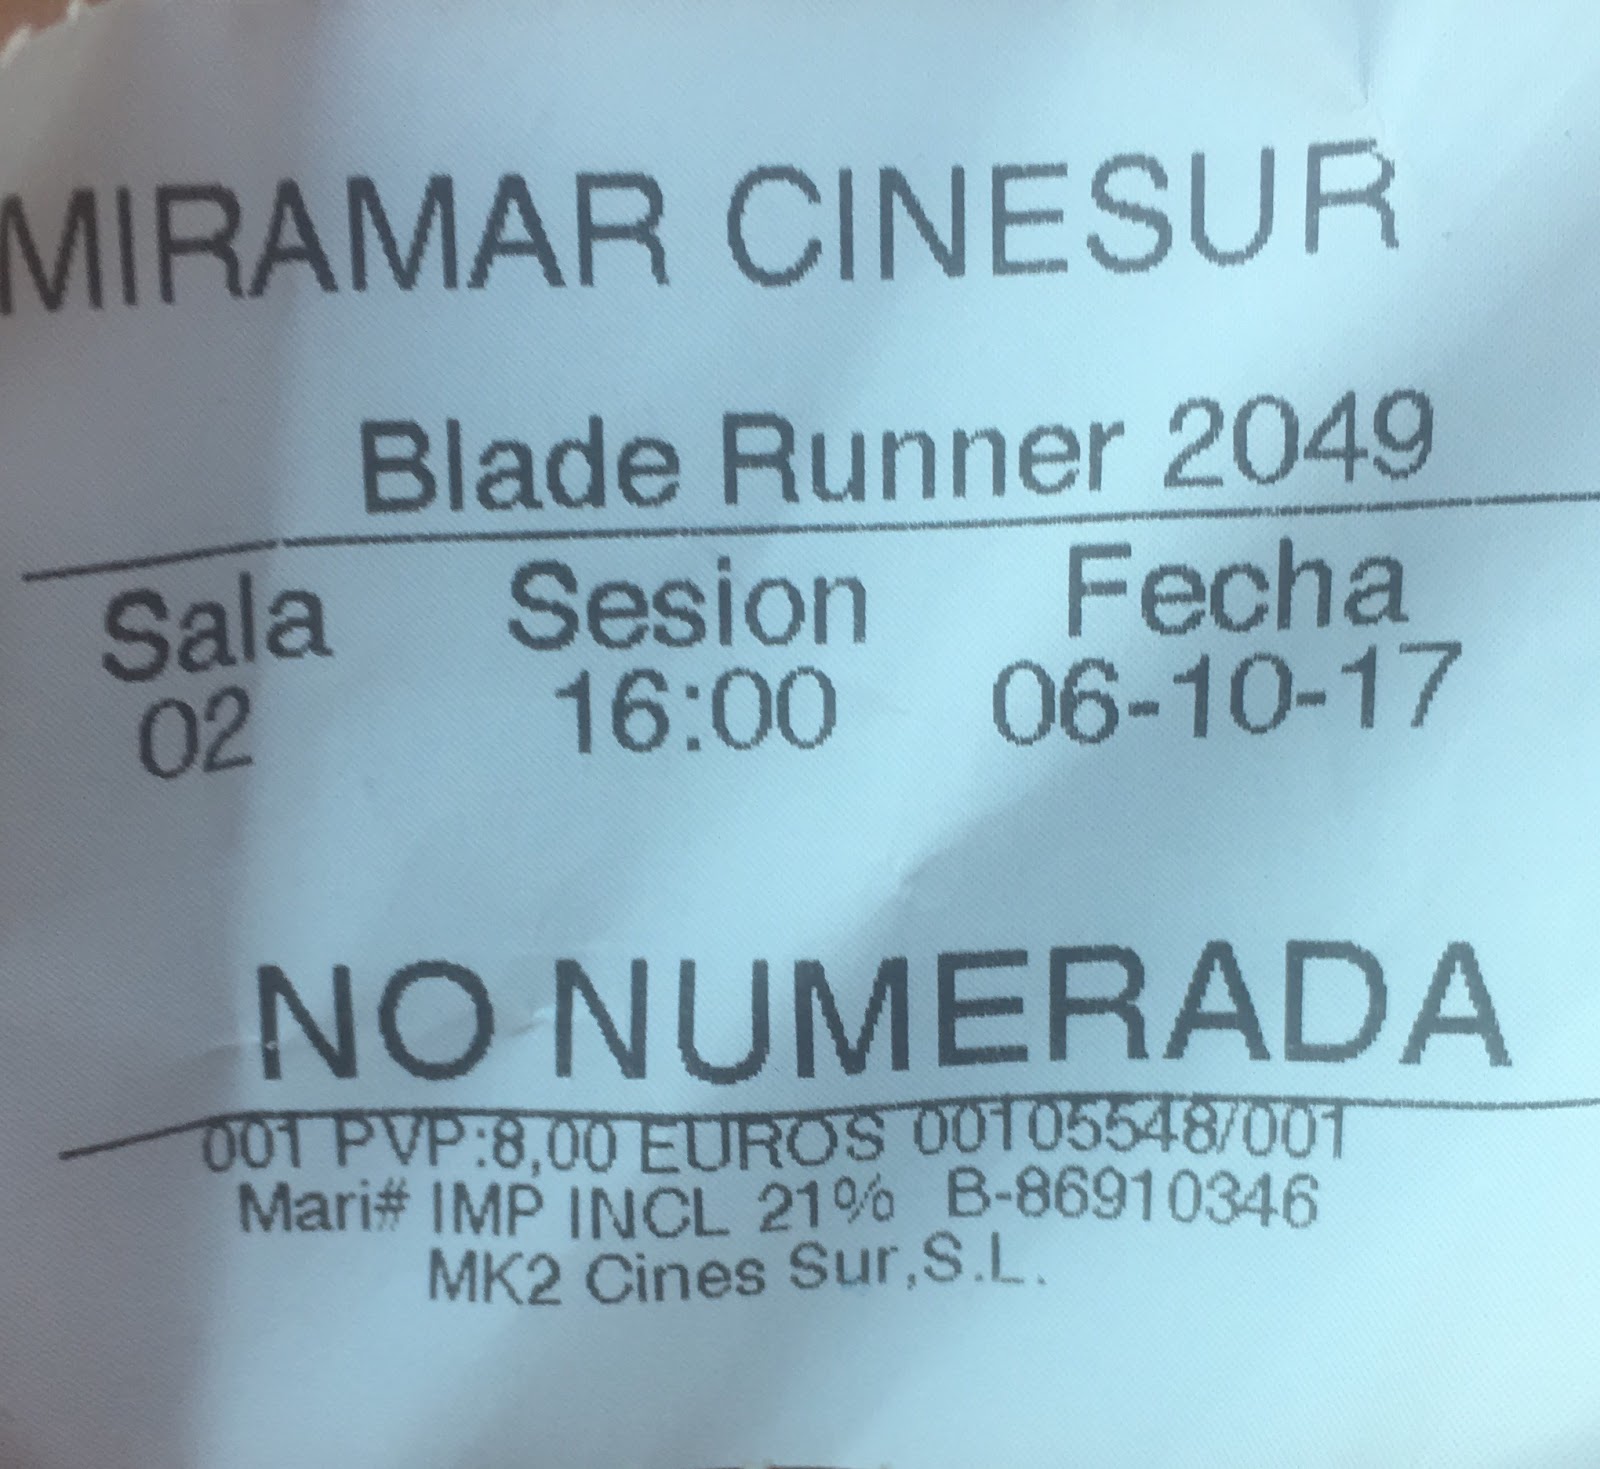 MIRAMAR CINESUR
Blade Runner 2049
Sala Sesion Fecha
02 16:00 06-10-17
NO NUMERADA
001 PVP:8,00 EUROS 00105548/001
Mari# IMP INCL 21% B-86910346
MK2 Cines Sur,S.L.